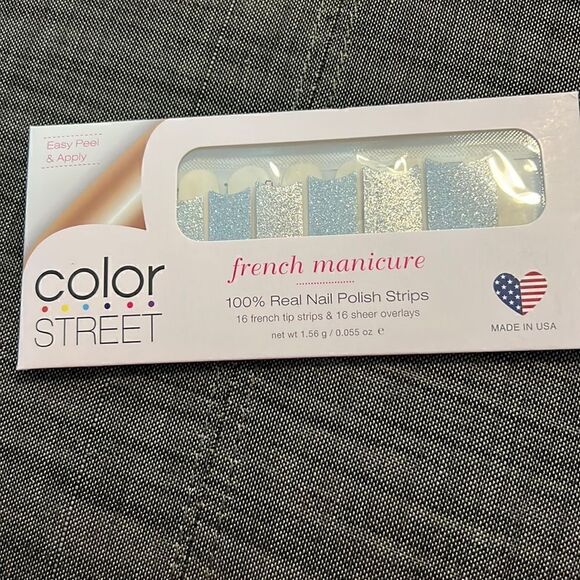 Easy Peel
& Apply
color
STREET
french manicure
100% Real Nail Polish Strips
16 french tip strips & 16 sheer overlays
net wt 1.56 g / 0.055 oz ℮
MADE IN USA